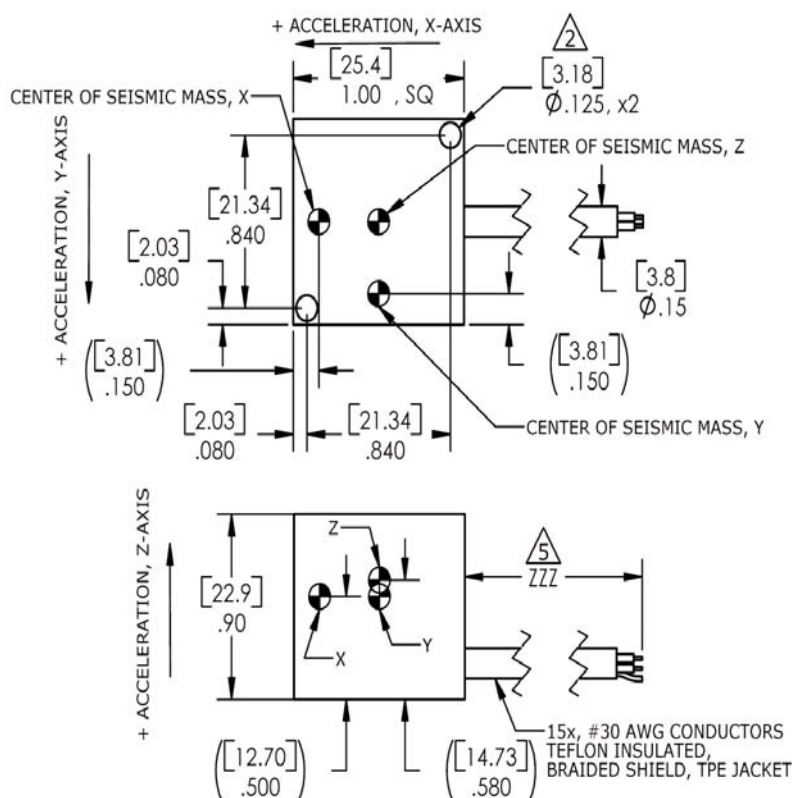 + ACCELERATION, X-AXIS
2
[25.4]
1.00 , SQ
[3.18]
Ø.125, x2
CENTER OF SEISMIC MASS, X
CENTER OF SEISMIC MASS, Z
+ ACCELERATION, Y-AXIS
[21.34]
.840
[2.03]
.080
[3.8]
Ø.15
([3.81]
.150)
([3.81]
.150)
[2.03]
.080
[21.34]
.840
CENTER OF SEISMIC MASS, Y
+ ACCELERATION, Z-AXIS
Z
5
ZZZ
[22.9]
.90
X
Y
([12.70]
.500)
([14.73]
.580)
15x, #30 AWG CONDUCTORS
TEFLON INSULATED,
BRAIDED SHIELD, TPE JACKET